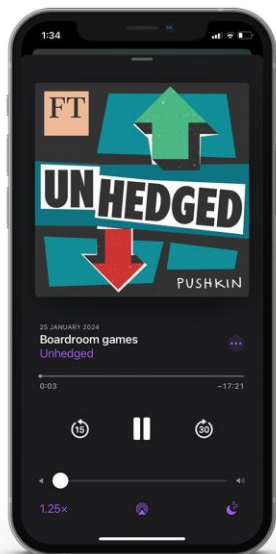 1:34
FT
UNHEDGED
PUSHKIN
25 JANUARY 2024
Boardroom games
Unhedged
0:03 −17:21
15 30
1.25×